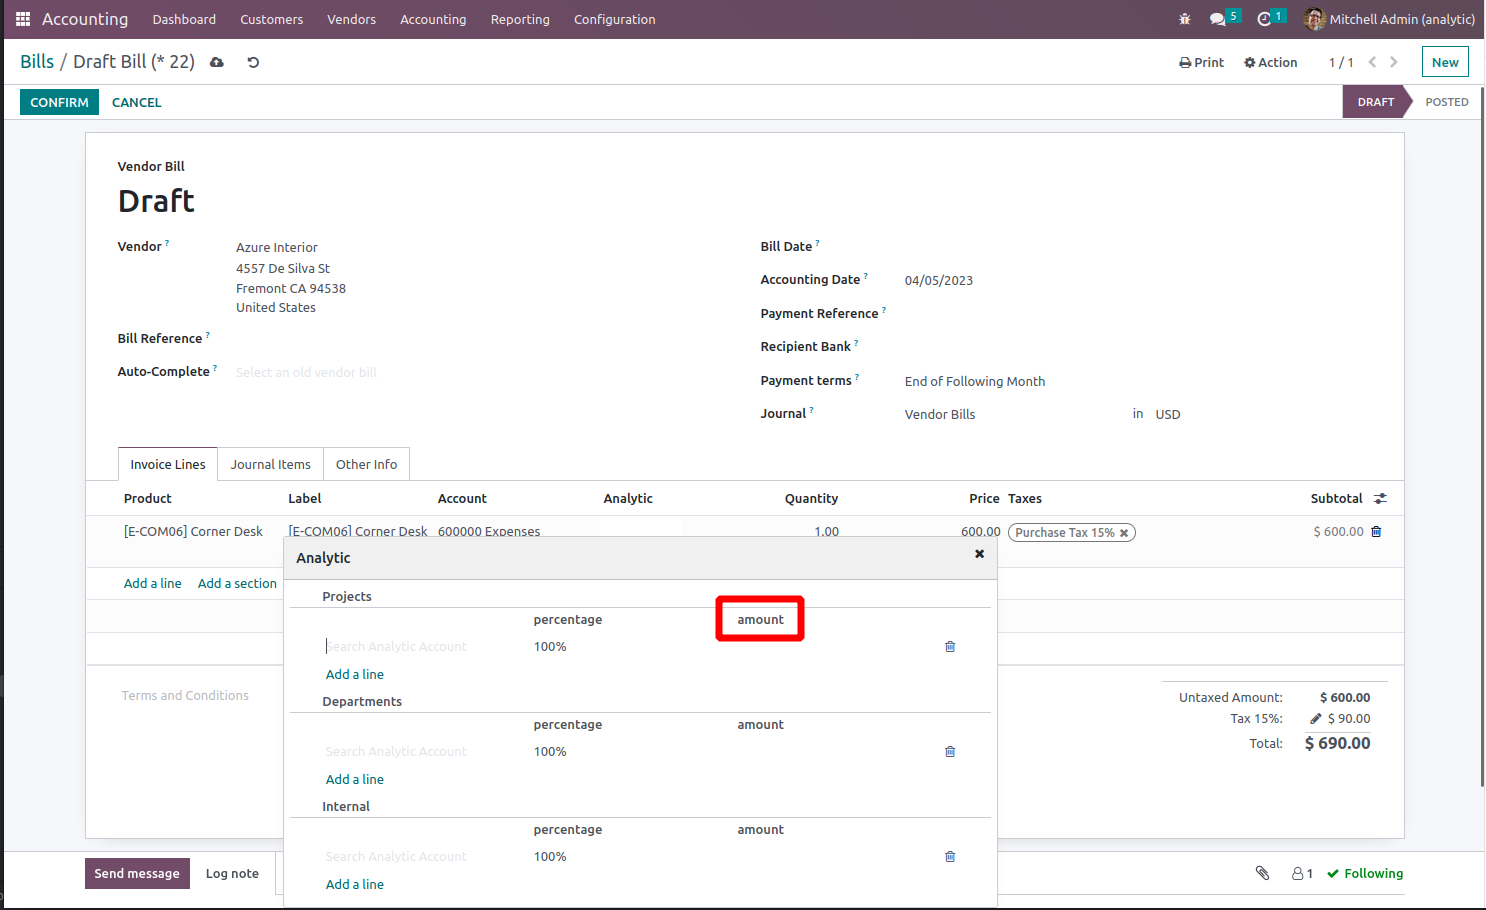 Accounting Dashboard Customers Vendors Accounting Reporting Configuration 5 1 Mitchell Admin (analytic)
Bills / Draft Bill (* 22) Print Action 1 / 1 New
CONFIRM CANCEL DRAFT POSTED
Vendor Bill
Draft
Vendor ? Azure Interior
4557 De Silva St
Fremont CA 94538
United States
Bill Reference ?
Auto-Complete ? Select an old vendor bill
Bill Date ?
Accounting Date ? 04/05/2023
Payment Reference ?
Recipient Bank ?
Payment terms ? End of Following Month
Journal ? Vendor Bills in USD
Invoice Lines Journal Items Other Info
Product Label Account Analytic Quantity Price Taxes Subtotal
[E-COM06] Corner Desk [E-COM06] Corner Desk 600000 Expenses 1.00 600.00 Purchase Tax 15% $ 600.00
Add a line Add a section
Analytic
Projects
percentage amount
Search Analytic Account 100%
Add a line
Departments
percentage amount
Search Analytic Account 100%
Add a line
Internal
percentage amount
Search Analytic Account 100%
Add a line
Terms and Conditions
Untaxed Amount: $ 600.00
Tax 15%: $ 90.00
Total: $ 690.00
Send message Log note 1 Following